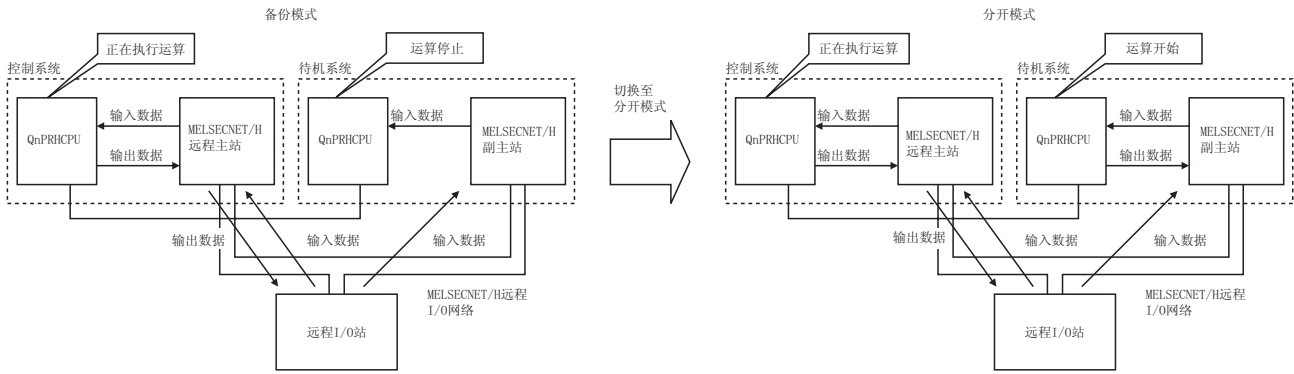 备份模式
正在执行运算
运算停止
控制系统
待机系统
QnPRHCPU
输入数据
输出数据
MELSECNET/H
远程主站
QnPRHCPU
输入数据
MELSECNET/H
副主站
输出数据
输入数据
输入数据
MELSECNET/H远程
I/O网络
远程I/O站
切换至
分开模式
分开模式
正在执行运算
运算开始
控制系统
待机系统
QnPRHCPU
输入数据
输出数据
MELSECNET/H
远程主站
QnPRHCPU
输入数据
输出数据
MELSECNET/H
副主站
输出数据
输入数据
输入数据
MELSECNET/H远程
I/O网络
远程I/O站